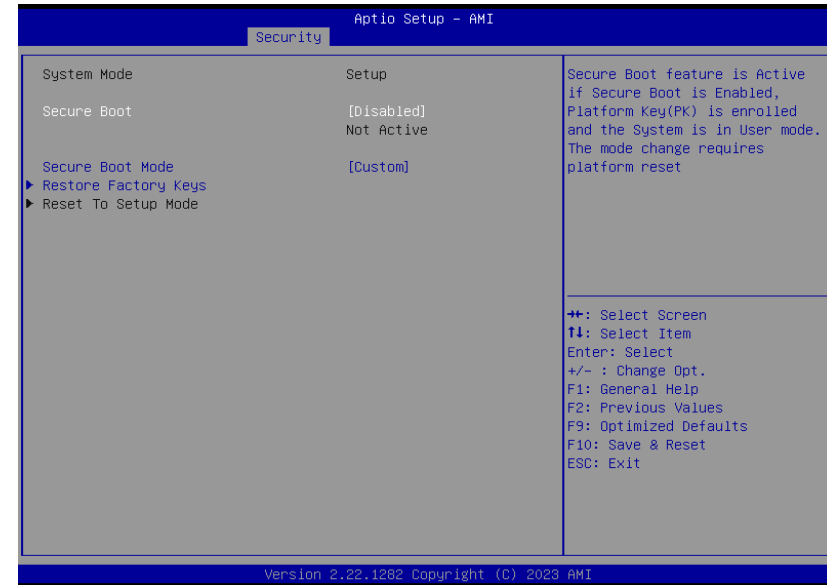 Aptio Setup – AMI
Security
System Mode Setup
Secure Boot [Disabled]
Not Active
Secure Boot Mode [Custom]
▶ Restore Factory Keys
▶ Reset To Setup Mode
Secure Boot feature is Active
if Secure Boot is Enabled,
Platform Key(PK) is enrolled
and the System is in User mode.
The mode change requires
platform reset
→←: Select Screen
↑↓: Select Item
Enter: Select
+/- : Change Opt.
F1: General Help
F2: Previous Values
F9: Optimized Defaults
F10: Save & Reset
ESC: Exit
Version 2.22.1282 Copyright (C) 2023 AMI